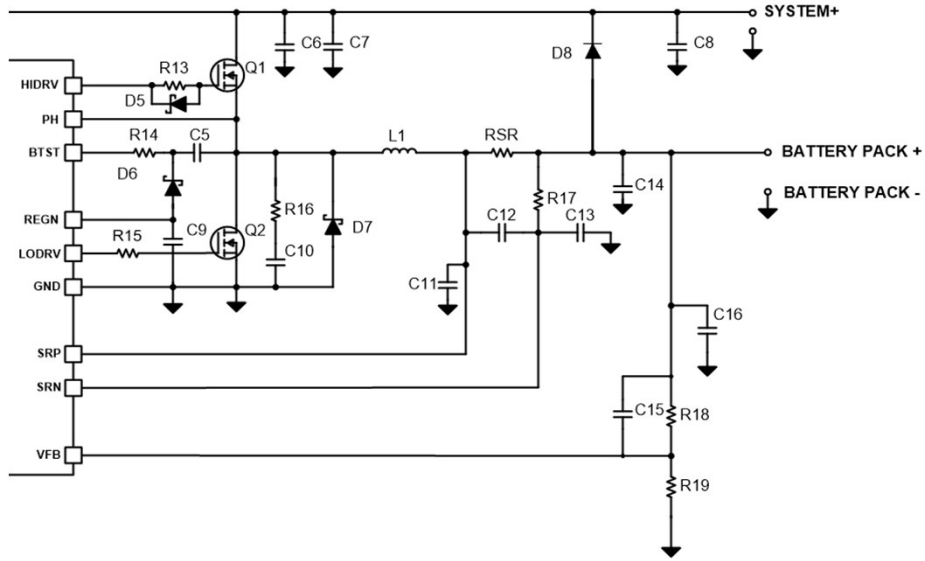 SYSTEM+
C6
C7
D8
C8
R13
Q1
HIDRV
D5
PH
R14
C5
L1
RSR
BTST
BATTERY PACK +
D6
C14
BATTERY PACK -
R16
R17
REGN
C12
C13
R15
C9
Q2
D7
LODRV
C10
GND
C11
C16
SRP
SRN
C15
R18
VFB
R19